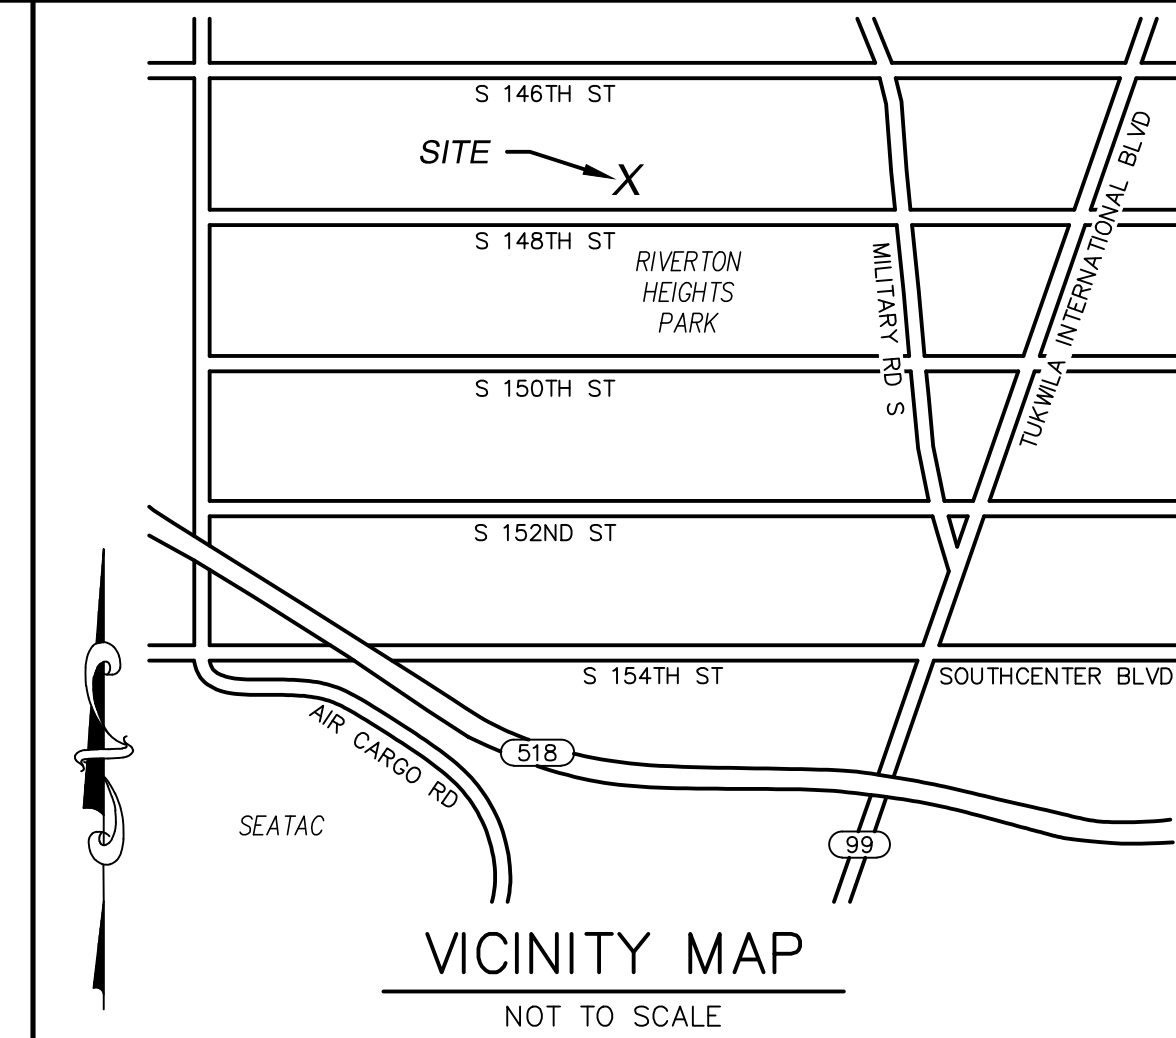 S 146TH ST
SITE
X
S 148TH ST
RIVERTON
HEIGHTS
PARK
MILITARY RD S
TUKWILA INTERNATIONAL BLVD
S 150TH ST
S 152ND ST
S 154TH ST
SOUTHCENTER BLVD
AIR CARGO RD
518
SEATAC
99
VICINITY MAP
NOT TO SCALE